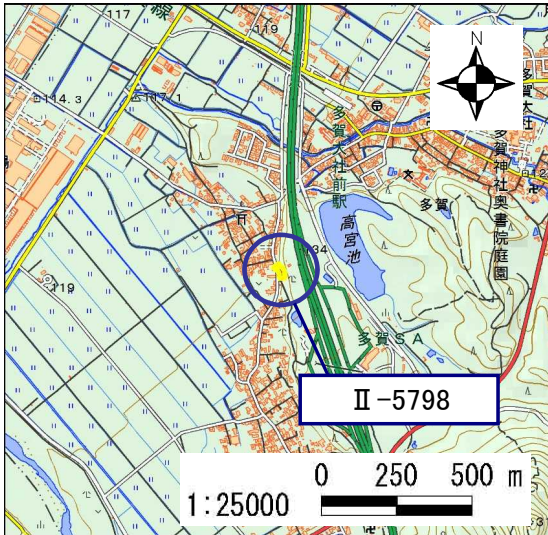 117
線
119
N
114.3
117.1
多賀大社
多賀神社奥書院庭園
多賀大社前駅
多賀
高宮池
134
119
多賀SA
Ⅱ-5798
0 250 500 m
1:25000